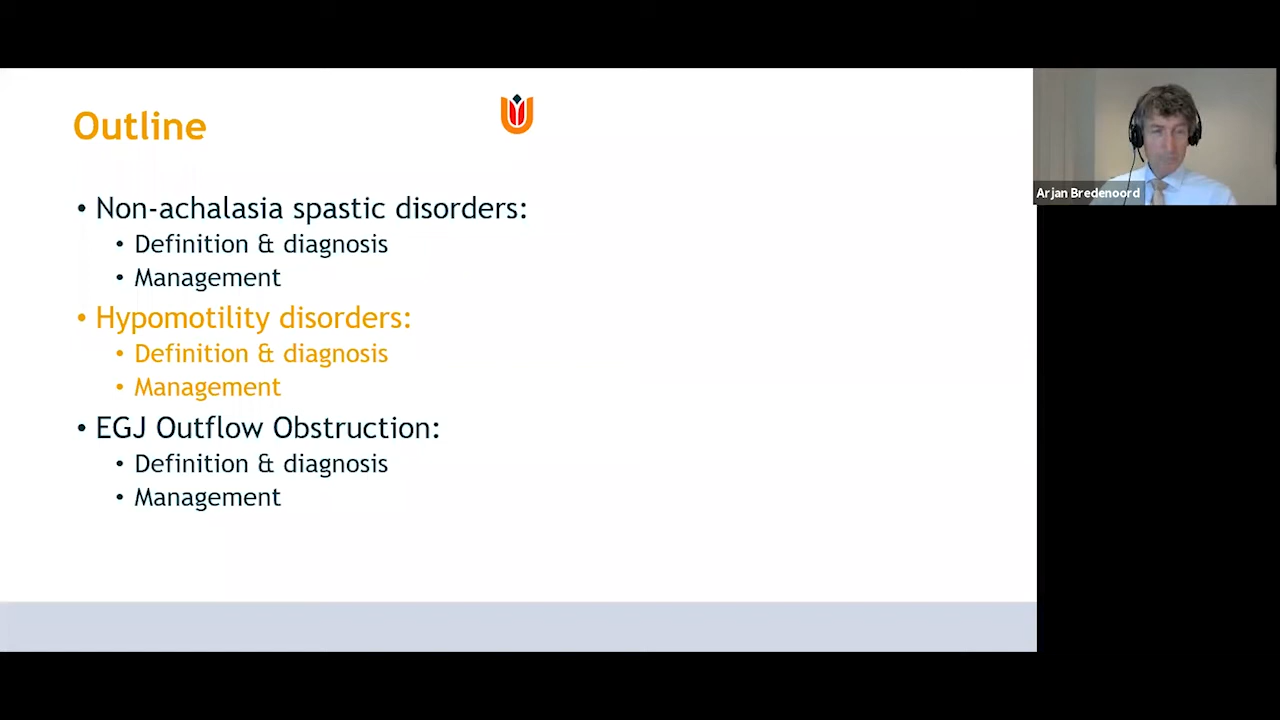 Outline
• Non-achalasia spastic disorders:
• Definition & diagnosis
• Management
• Hypomotility disorders:
• Definition & diagnosis
• Management
• EGJ Outflow Obstruction:
• Definition & diagnosis
• Management
Arjan Bredenoord